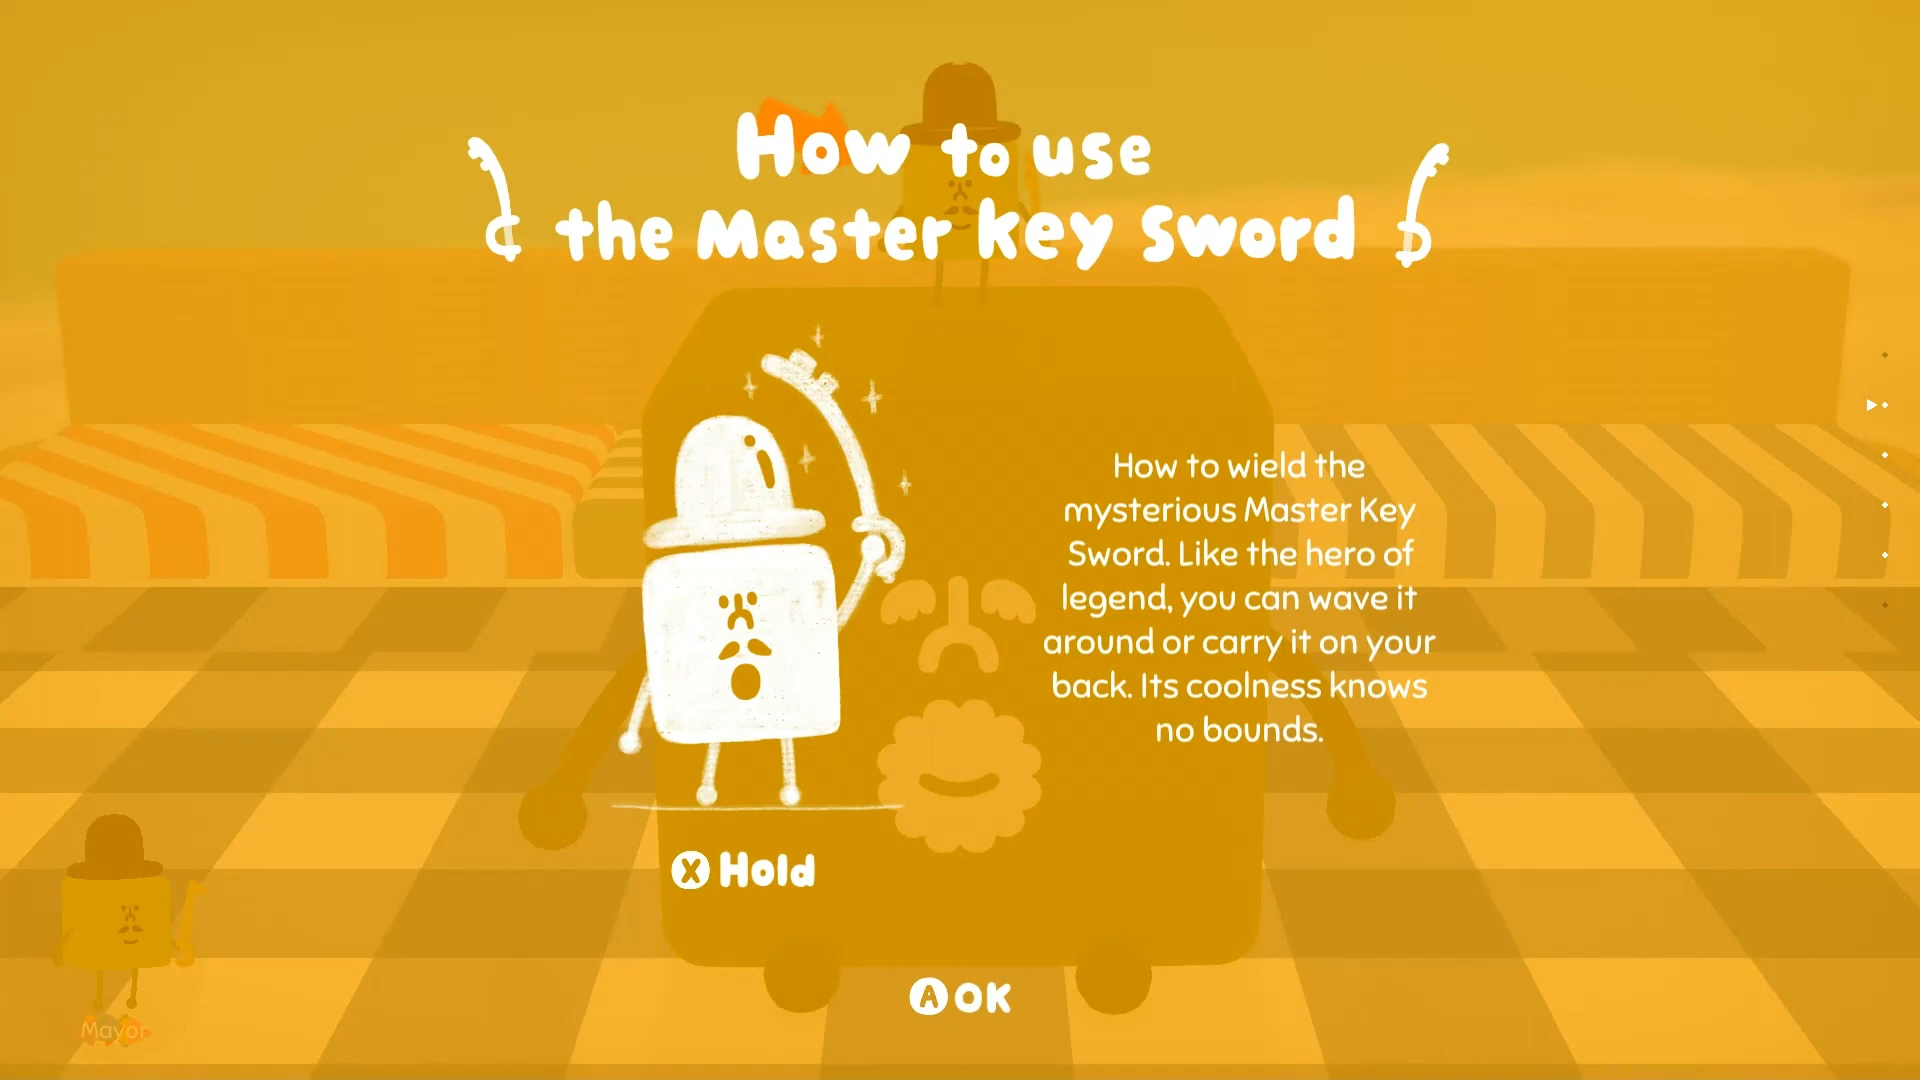 How to use
the Master Key Sword
How to wield the
mysterious Master Key
Sword. Like the hero of
legend, you can wave it
around or carry it on your
back. Its coolness knows
no bounds.
X Hold
A OK
Mayor